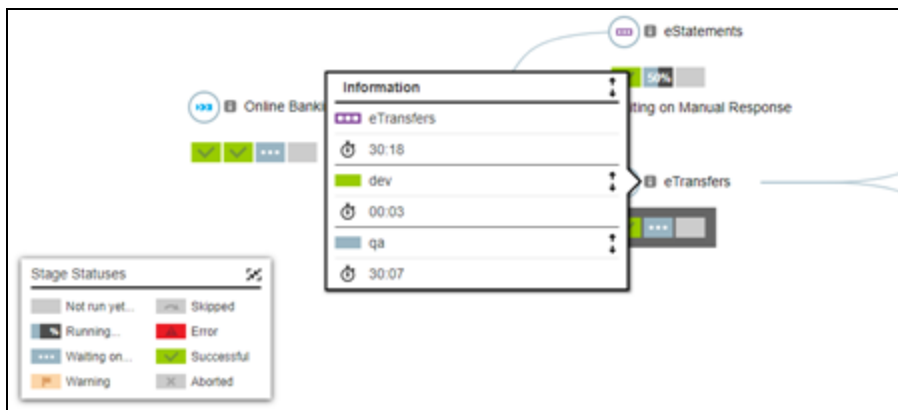 eStatements
50%
Online Banki
iting on Manual Response
eTransfers
Information
eTransfers
30:18
dev
00:03
qa
30:07
Stage Statuses
Not run yet...
Skipped
%
Running...
Error
Waiting on...
Successful
Warning
Aborted